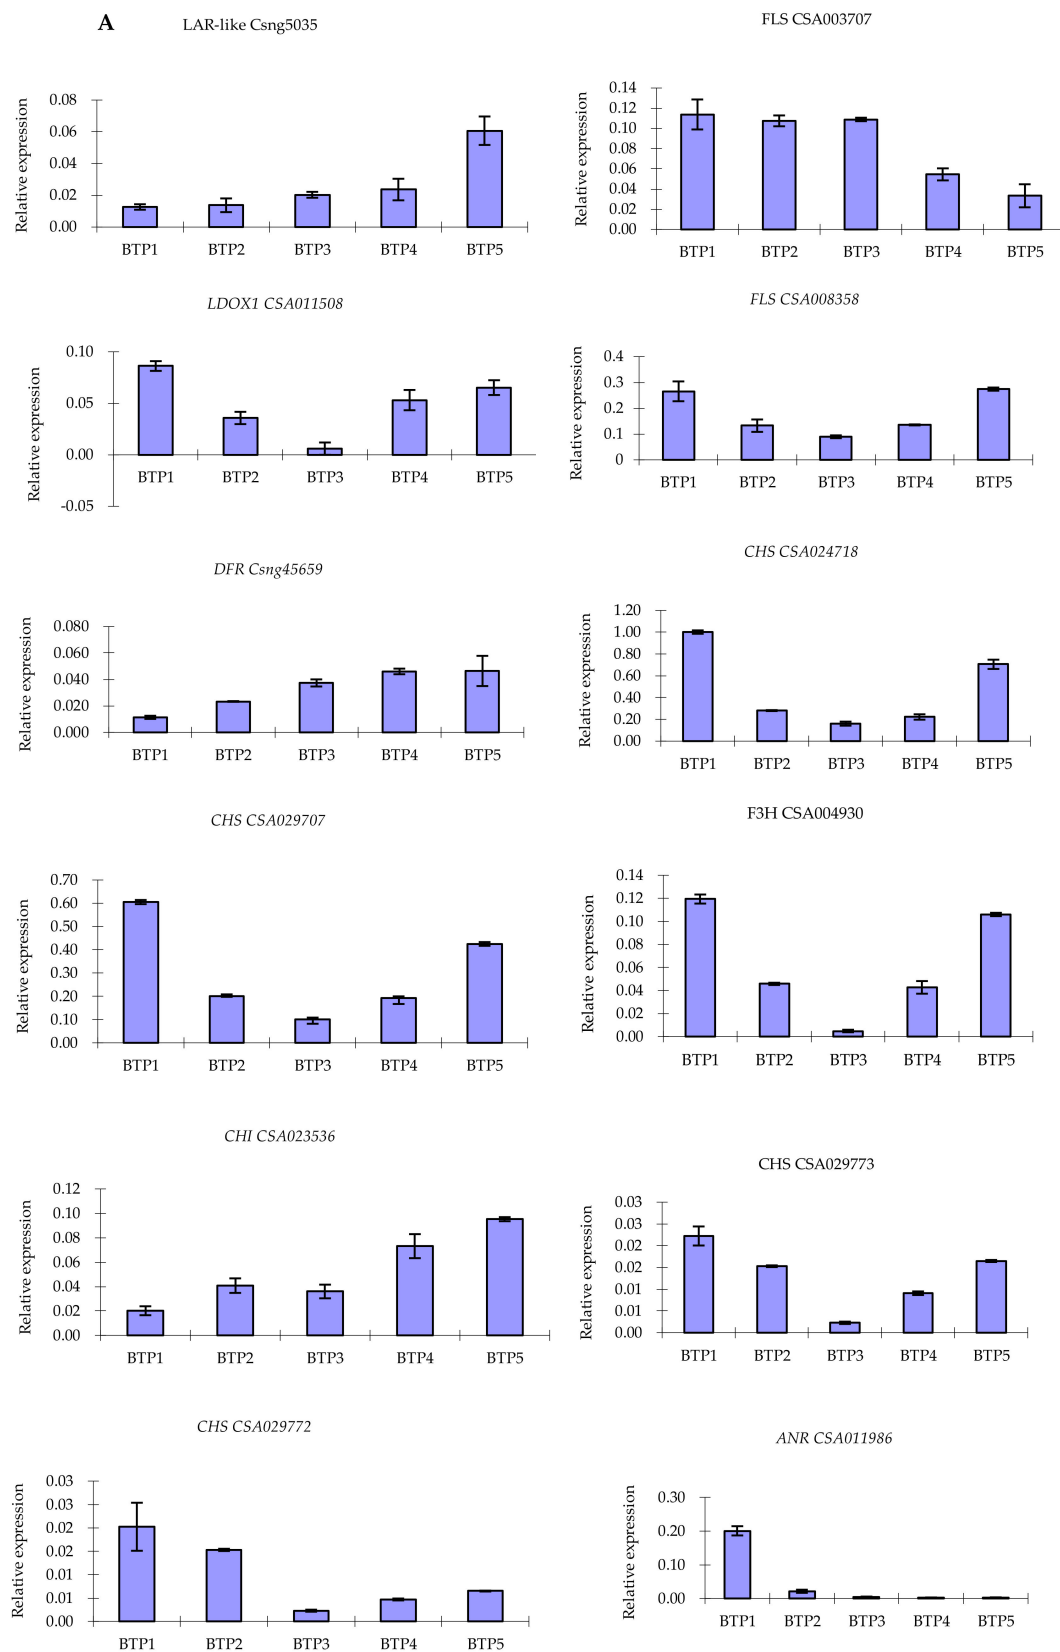 A
LAR-like Csng5035
Relative expression
0.08
0.06
0.04
0.02
0.00
BTP1 BTP2 BTP3 BTP4 BTP5
FLS CSA003707
Relative expression
0.14
0.12
0.10
0.08
0.06
0.04
0.02
0.00
BTP1 BTP2 BTP3 BTP4 BTP5
LDOX1 CSA011508
Relative expression
0.10
0.05
0.00
-0.05
BTP1 BTP2 BTP3 BTP4 BTP5
FLS CSA008358
Relative expression
0.4
0.3
0.2
0.1
0
BTP1 BTP2 BTP3 BTP4 BTP5
DFR Csng45659
Relative expression
0.080
0.060
0.040
0.020
0.000
BTP1 BTP2 BTP3 BTP4 BTP5
CHS CSA024718
Relative expression
1.20
1.00
0.80
0.60
0.40
0.20
0.00
BTP1 BTP2 BTP3 BTP4 BTP5
CHS CSA029707
Relative expression
0.70
0.60
0.50
0.40
0.30
0.20
0.10
0.00
BTP1 BTP2 BTP3 BTP4 BTP5
F3H CSA004930
Relative expression
0.14
0.12
0.10
0.08
0.06
0.04
0.02
0.00
BTP1 BTP2 BTP3 BTP4 BTP5
CHI CSA023536
Relative expression
0.12
0.10
0.08
0.06
0.04
0.02
0.00
BTP1 BTP2 BTP3 BTP4 BTP5
CHS CSA029773
Relative expression
0.03
0.03
0.02
0.02
0.01
0.01
0.00
BTP1 BTP2 BTP3 BTP4 BTP5
CHS CSA029772
Relative expression
0.03
0.03
0.02
0.02
0.01
0.01
0.00
BTP1 BTP2 BTP3 BTP4 BTP5
ANR CSA011986
Relative expression
0.30
0.20
0.10
0.00
BTP1 BTP2 BTP3 BTP4 BTP5